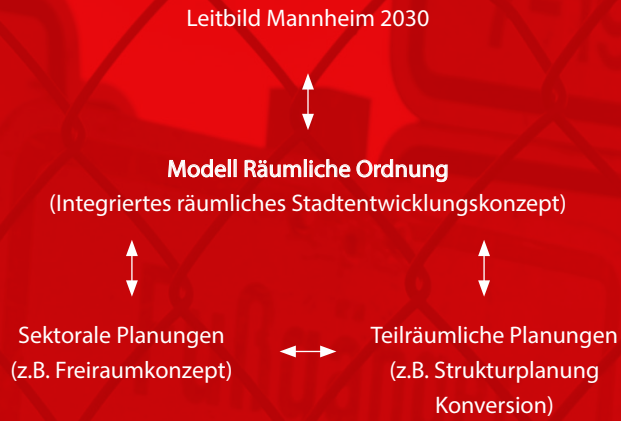 Leitbild Mannheim 2030
Modell Räumliche Ordnung
(Integriertes räumliches Stadtentwicklungskonzept)
Sektorale Planungen
(z.B. Freiraumkonzept)
Teilräumliche Planungen
(z.B. Strukturplanung
Konversion)